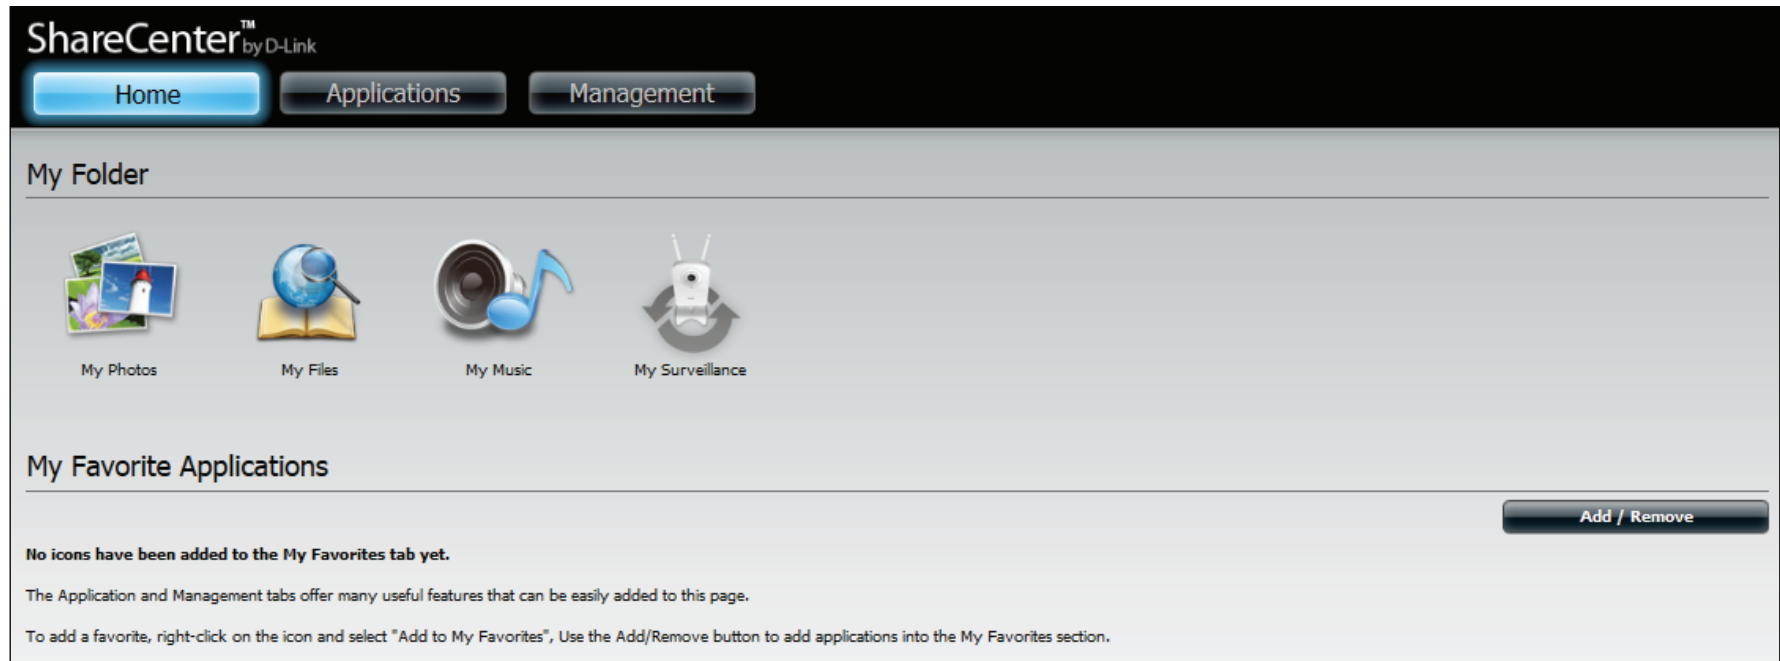 ShareCenter™ by D-Link
Home Applications Management
My Folder
My Photos My Files My Music My Surveillance
My Favorite Applications
Add / Remove
No icons have been added to the My Favorites tab yet.
The Application and Management tabs offer many useful features that can be easily added to this page.
To add a favorite, right-click on the icon and select "Add to My Favorites", Use the Add/Remove button to add applications into the My Favorites section.